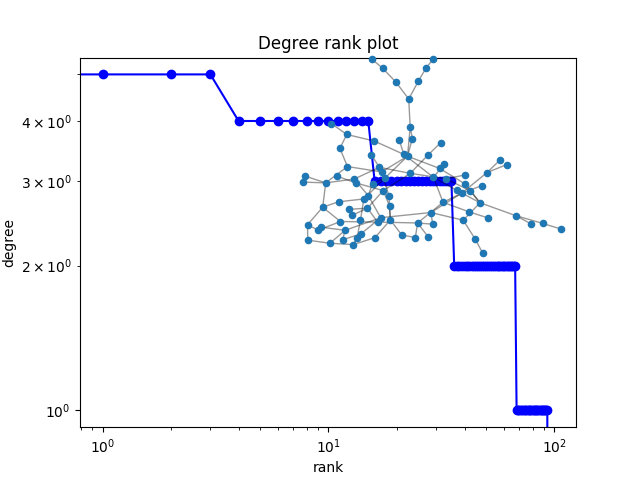 Degree rank plot
degree
4 × 10⁰
3 × 10⁰
2 × 10⁰
10⁰
10⁰
10¹
10²
rank